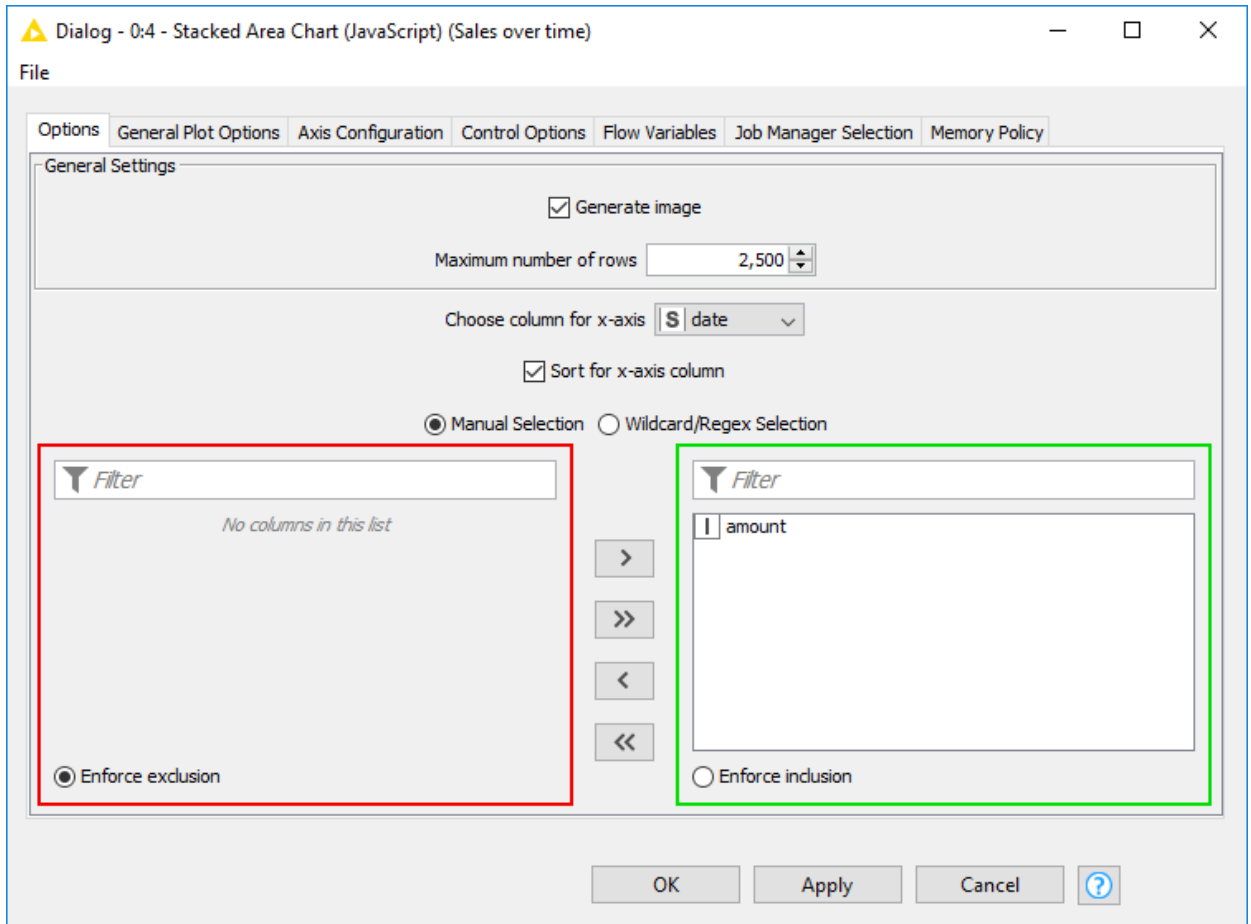 Dialog - 0:4 - Stacked Area Chart (JavaScript) (Sales over time)
File
Options General Plot Options Axis Configuration Control Options Flow Variables Job Manager Selection Memory Policy
General Settings
Generate image
Maximum number of rows 2,500
Choose column for x-axis S date
Sort for x-axis column
Manual Selection Wildcard/Regex Selection
Filter Filter
No columns in this list I amount
>
>>
<
<<
Enforce exclusion Enforce inclusion
OK Apply Cancel ?